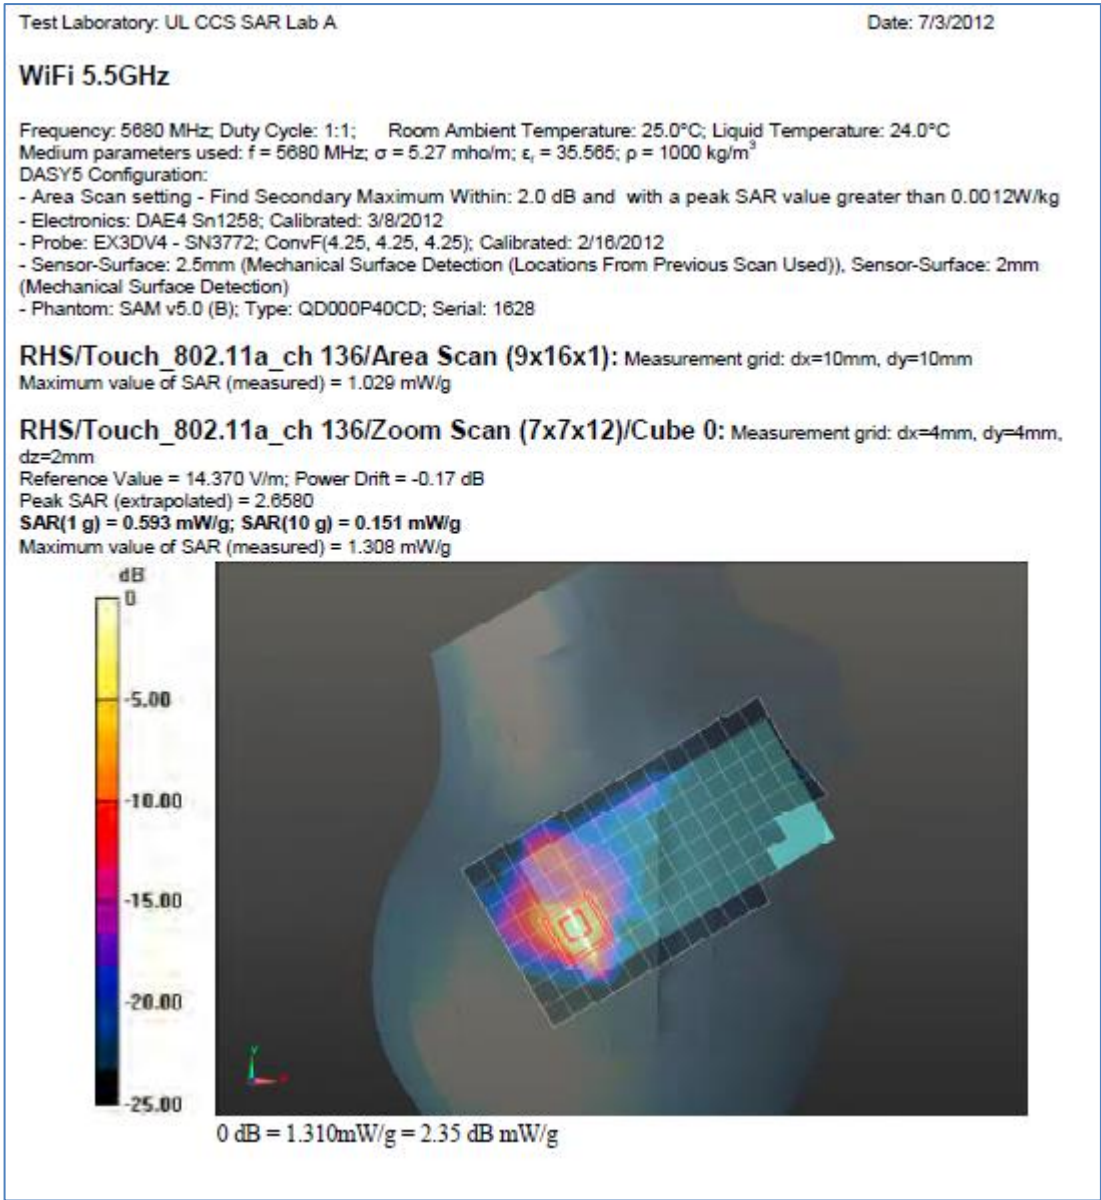 Test Laboratory: UL CCS SAR Lab A Date: 7/3/2012
WiFi 5.5GHz
Frequency: 5680 MHz; Duty Cycle: 1:1; Room Ambient Temperature: 25.0°C; Liquid Temperature: 24.0°C
Medium parameters used: f = 5680 MHz; σ = 5.27 mho/m; εr = 35.565; ρ = 1000 kg/m³
DASY5 Configuration:
- Area Scan setting - Find Secondary Maximum Within: 2.0 dB and with a peak SAR value greater than 0.0012W/kg
- Electronics: DAE4 Sn1258; Calibrated: 3/8/2012
- Probe: EX3DV4 - SN3772; ConvF(4.25, 4.25, 4.25); Calibrated: 2/16/2012
- Sensor-Surface: 2.5mm (Mechanical Surface Detection (Locations From Previous Scan Used)), Sensor-Surface: 2mm
(Mechanical Surface Detection)
- Phantom: SAM v5.0 (B); Type: QD000P40CD; Serial: 1628
RHS/Touch_802.11a_ch 136/Area Scan (9x16x1): Measurement grid: dx=10mm, dy=10mm
Maximum value of SAR (measured) = 1.029 mW/g
RHS/Touch_802.11a_ch 136/Zoom Scan (7x7x12)/Cube 0: Measurement grid: dx=4mm, dy=4mm,
dz=2mm
Reference Value = 14.370 V/m; Power Drift = -0.17 dB
Peak SAR (extrapolated) = 2.6580
SAR(1 g) = 0.593 mW/g; SAR(10 g) = 0.151 mW/g
Maximum value of SAR (measured) = 1.308 mW/g
dB
0
-5.00
-10.00
-15.00
-20.00
-25.00
0 dB = 1.310mW/g = 2.35 dB mW/g